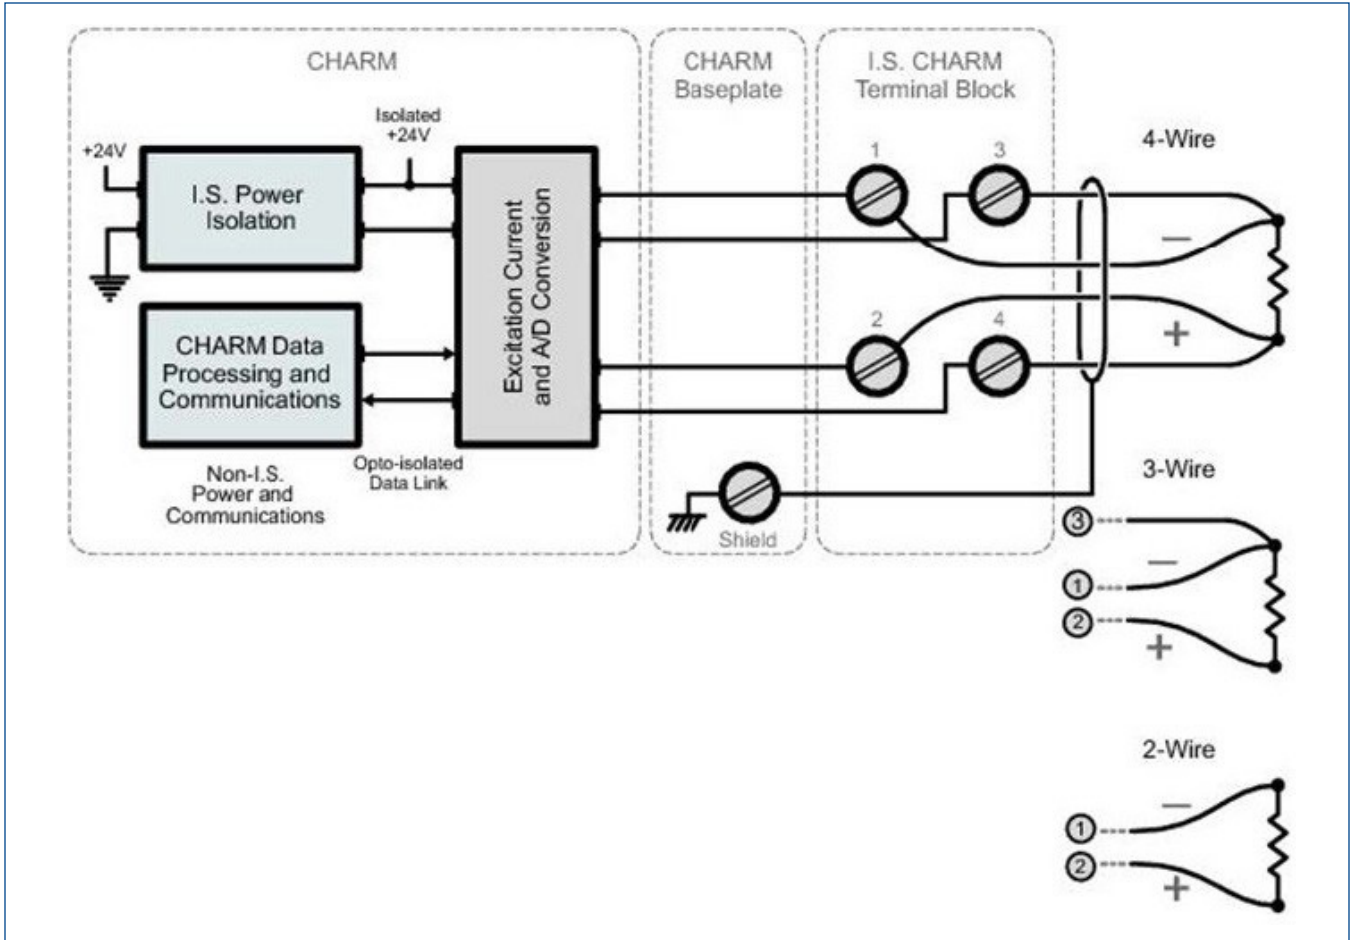 CHARM
CHARM
Baseplate
I.S. CHARM
Terminal Block
+24V
Isolated
+24V
I.S. Power
Isolation
CHARM Data
Processing and
Communications
Non-I.S.
Power and
Communications
Opto-isolated
Data Link
Excitation Current
and A/D Conversion
Shield
1
3
2
4
4-Wire
—
+
3-Wire
3
—
1
2
+
2-Wire
—
1
2
+